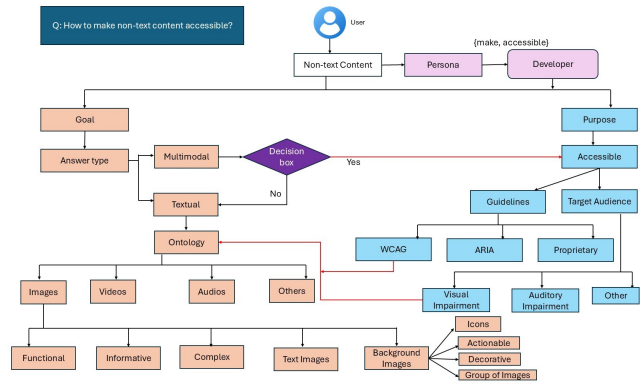 Q: How to make non-text content accessible?
User
{make, accessible}
Non-text Content
Persona
Developer
Goal
Purpose
Answer type
Multimodal
Decision
box
Yes
Accessible
No
Textual
Guidelines
Target Audience
Ontology
WCAG
ARIA
Proprietary
Images
Videos
Audios
Others
Visual
Impairment
Auditory
Impairment
Other
Functional
Informative
Complex
Text Images
Background
Images
Icons
Actionable
Decorative
Group of Images